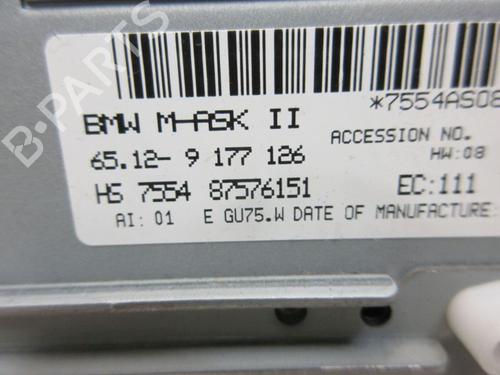 *7554AS08
BMW M-ASK II
ACCESSION NO.
65.12- 9 177 126
HW:08
HS 7554 87576151
EC:111
AI: 01 E GU75.W DATE OF MANUFACTURE:
B-PARTS